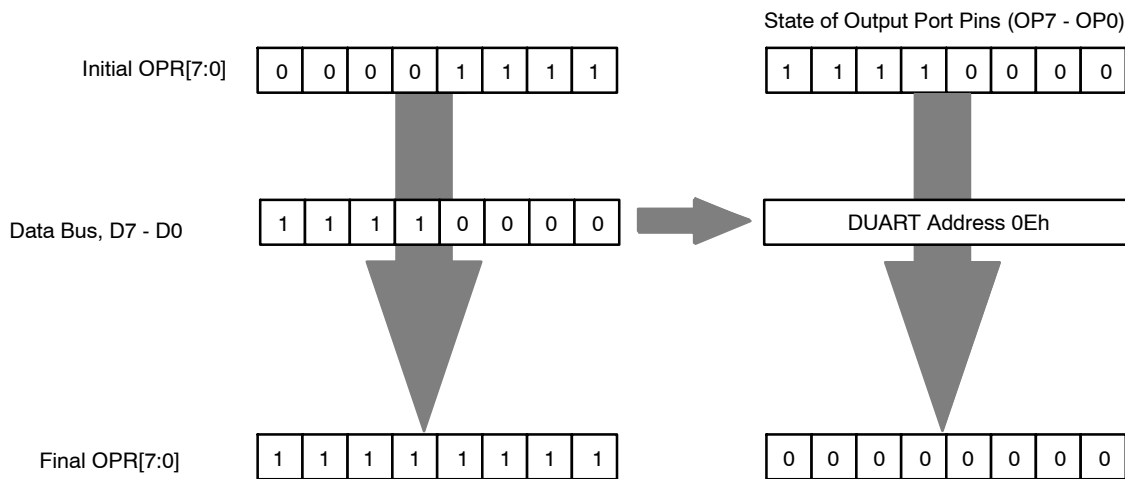 State of Output Port Pins (OP7 - OP0)
Initial OPR[7:0] 0 0 0 0 1 1 1 1 1 1 1 1 0 0 0 0
Data Bus, D7 - D0 1 1 1 1 0 0 0 0 DUART Address 0Eh
Final OPR[7:0] 1 1 1 1 1 1 1 1 0 0 0 0 0 0 0 0